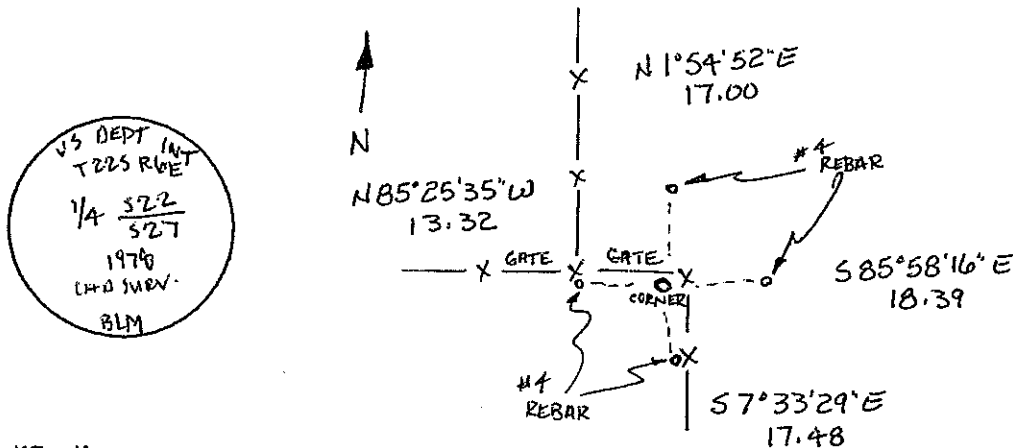 US DEPT INT
T22S R6E
1/4 S22
S27
1978
CAD SURV.
BLM
N
N 1°54'52"E
17.00
#4
REBAR
N85°25'35"W
13.32
GATE
GATE
CORNER
S85°58'16"E
18.39
#4
REBAR
S7°33'29"E
17.48